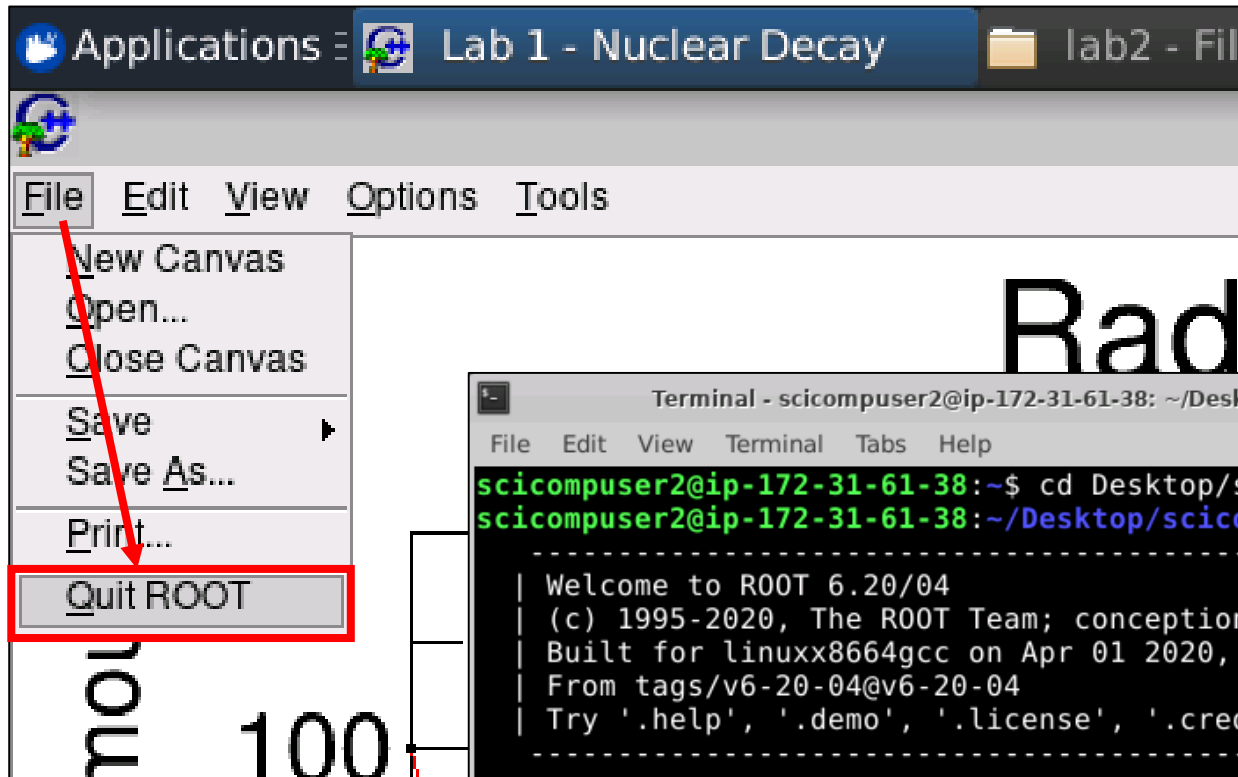 Applications
Lab 1 - Nuclear Decay
lab2 - Fil
File Edit View Options Tools
New Canvas
Open...
Close Canvas
Save
Save As...
Print...
Quit ROOT
Rad
Terminal - scicompuser2@ip-172-31-61-38: ~/Desk
File Edit View Terminal Tabs Help
scicompuser2@ip-172-31-61-38:~$ cd Desktop/s
scicompuser2@ip-172-31-61-38:~/Desktop/scico
| Welcome to ROOT 6.20/04
| (c) 1995-2020, The ROOT Team; conception
| Built for linuxx8664gcc on Apr 01 2020,
| From tags/v6-20-04@v6-20-04
| Try '.help', '.demo', '.license', '.cred
mou
100